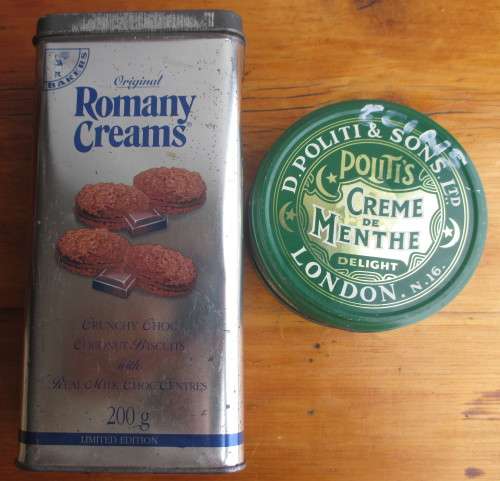 BAKERS
Original
Romany
Creams®
CRUNCHY CHOC
COCONUT BISCUITS
with
REAL MILK CHOC CENTRES
200g
LIMITED EDITION
D. POLITI & SONS LTD.
POLITI'S
CREME
DE
MENTHE
DELIGHT
LONDON. N.16.